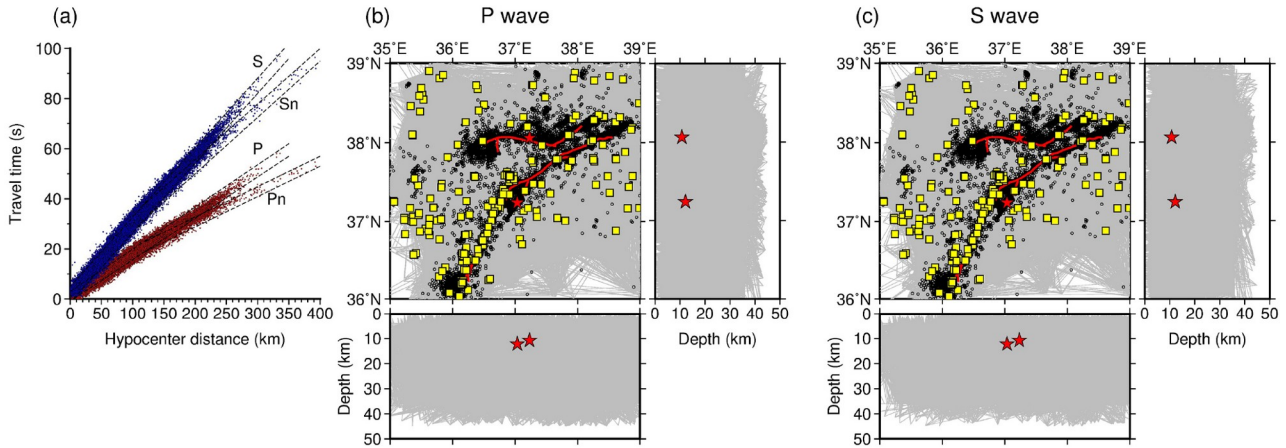 (a)
100
80
60
40
20
0
Travel time (s)
S
Sn
P
Pn
0 50 100 150 200 250 300 350 400
Hypocenter distance (km)
(b)
P wave
35˚E 36˚E 37˚E 38˚E 39˚E
39˚N
38˚N
37˚N
36˚N
0 10 20 30 40 50
Depth (km)
0
10
20
30
40
50
Depth (km)
(c)
S wave
35˚E 36˚E 37˚E 38˚E 39˚E
39˚N
38˚N
37˚N
36˚N
0 10 20 30 40 50
Depth (km)
0
10
20
30
40
50
Depth (km)